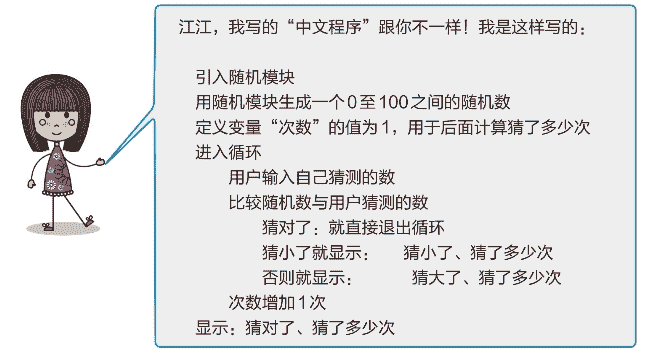 江江，我写的“中文程序”跟你不一样！我是这样写的：
引入随机模块
用随机模块生成一个0至100之间的随机数
定义变量“次数”的值为1，用于后面计算猜了多少次
进入循环
用户输入自己猜测的数
比较随机数与用户猜测的数
猜对了：就直接退出循环
猜小了就显示： 猜小了、猜了多少次
否则就显示： 猜大了、猜了多少次
次数增加1次
显示：猜对了、猜了多少次